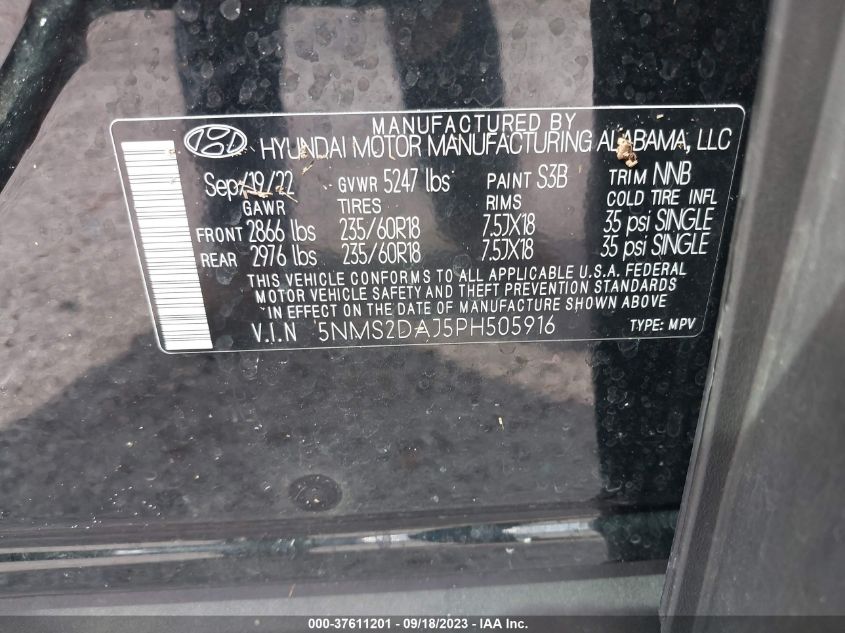 MANUFACTURED BY
HYUNDAI MOTOR MANUFACTURING ALABAMA, LLC
Sep/19/22 GVWR 5247 lbs PAINT S3B TRIM NNB
GAWR TIRES RIMS COLD TIRE INFL
FRONT 2866 lbs 235/60R18 7.5JX18 35 psi SINGLE
REAR 2976 lbs 235/60R18 7.5JX18 35 psi SINGLE
THIS VEHICLE CONFORMS TO ALL APPLICABLE U.S.A. FEDERAL
MOTOR VEHICLE SAFETY AND THEFT PREVENTION STANDARDS
IN EFFECT ON THE DATE OF MANUFACTURE SHOWN ABOVE
V.I.N 5NMS2DAJ5PH505916 TYPE: MPV
000-37611201 - 09/18/2023 - IAA Inc.